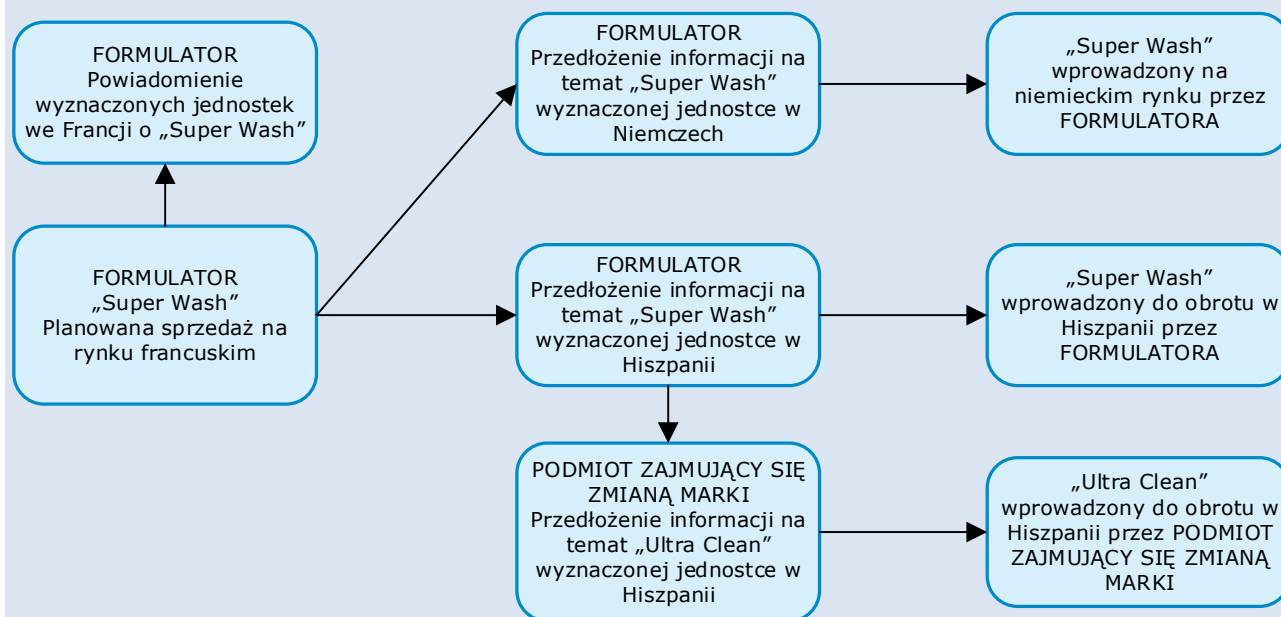 FORMULATOR
Powiadomienie
wyznaczonych jednostek
we Francji o „Super Wash”
FORMULATOR
Przedłożenie informacji na
temat „Super Wash”
wyznaczonej jednostce w
Niemczech
„Super Wash”
wprowadzony na
niemieckim rynku przez
FORMULATORA
FORMULATOR
„Super Wash”
Planowana sprzedaż na
rynku francuskim
FORMULATOR
Przedłożenie informacji na
temat „Super Wash”
wyznaczonej jednostce w
Hiszpanii
„Super Wash”
wprowadzony do obrotu w
Hiszpanii przez
FORMULATORA
PODMIOT ZAJMUJĄCY SIĘ
ZMIANĄ MARKI
Przedłożenie informacji na
temat „Ultra Clean”
wyznaczonej jednostce w
Hiszpanii
„Ultra Clean”
wprowadzony do obrotu w
Hiszpanii przez PODMIOT
ZAJMUJĄCY SIĘ ZMIANĄ
MARKI